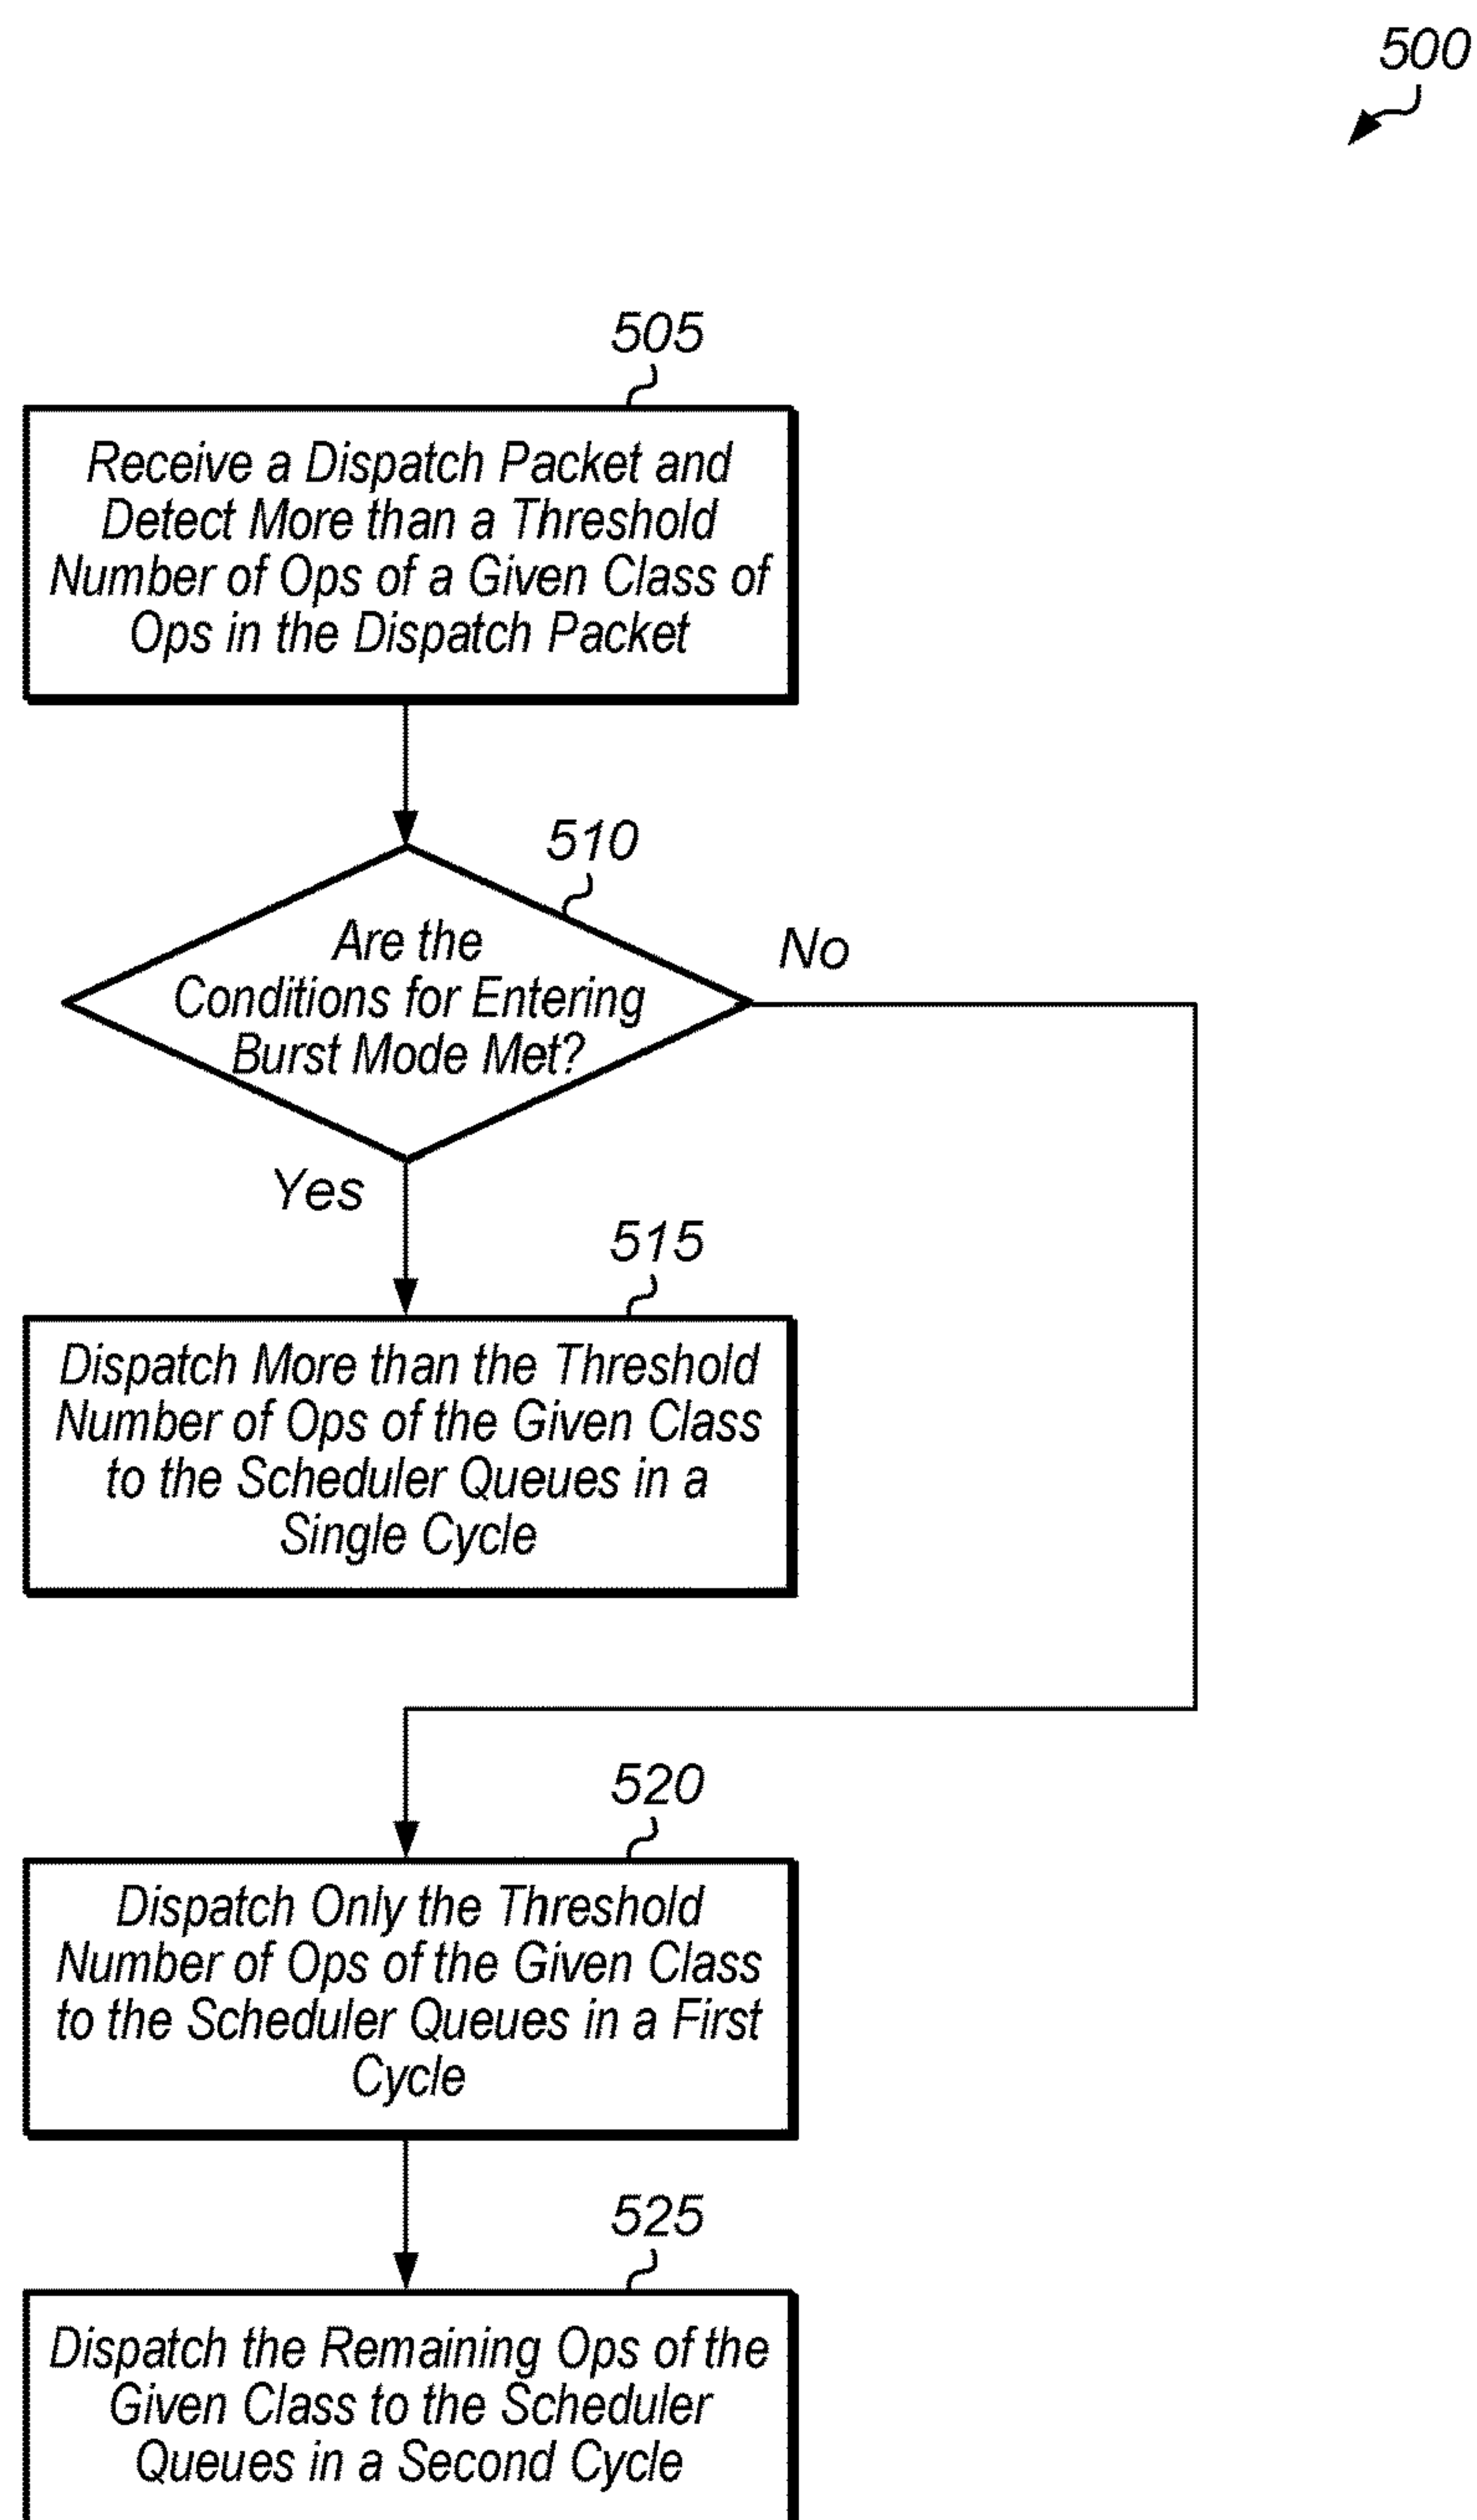 500
505
Receive a Dispatch Packet and
Detect More than a Threshold
Number of Ops of a Given Class of
Ops in the Dispatch Packet
510
Are the
Conditions for Entering
Burst Mode Met?
No
Yes
515
Dispatch More than the Threshold
Number of Ops of the Given Class
to the Scheduler Queues in a
Single Cycle
520
Dispatch Only the Threshold
Number of Ops of the Given Class
to the Scheduler Queues in a First
Cycle
525
Dispatch the Remaining Ops of the
Given Class to the Scheduler
Queues in a Second Cycle